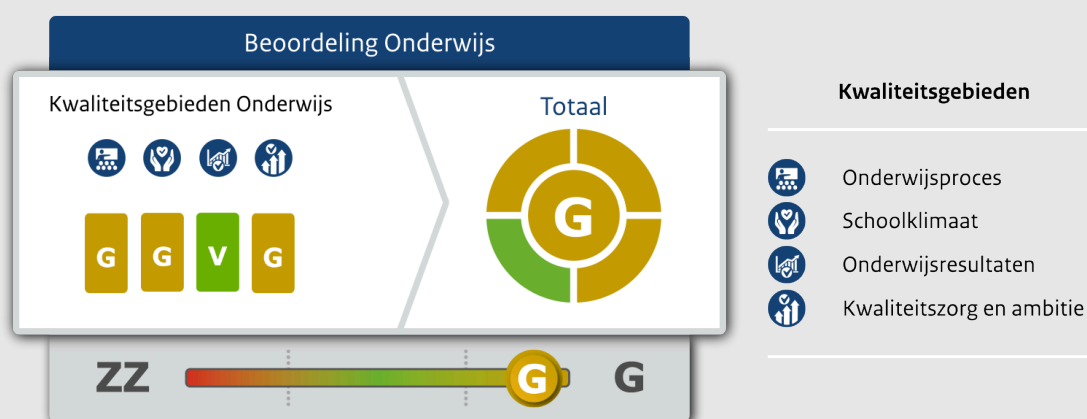 Beoordeling Onderwijs
Kwaliteitsgebieden Onderwijs
Totaal
G G V G
G
ZZ G G
Kwaliteitsgebieden
Onderwijsproces
Schoolklimaat
Onderwijsresultaten
Kwaliteitszorg en ambitie